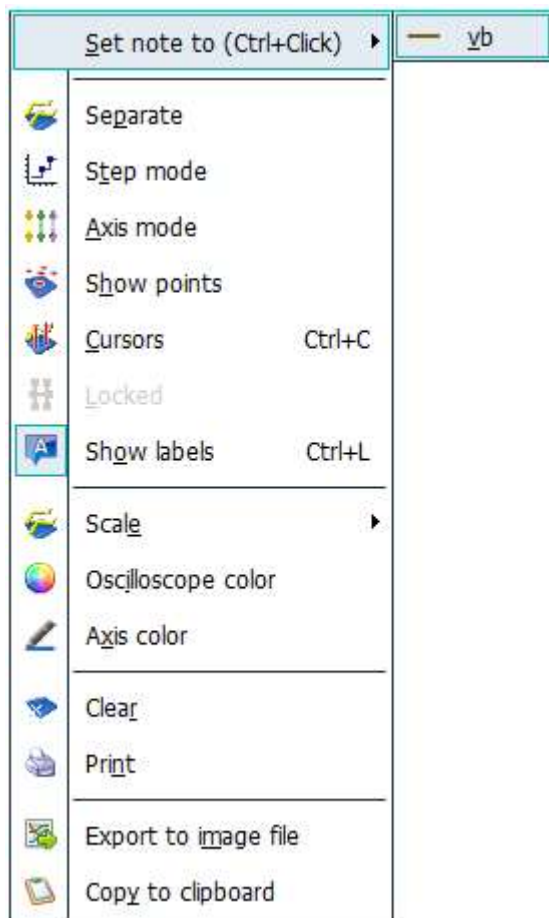 Set note to (Ctrl+Click) vb
Separate
Step mode
Axis mode
Show points
Cursors Ctrl+C
Locked
Show labels Ctrl+L
Scale
Oscilloscope color
Axis color
Clear
Print
Export to image file
Copy to clipboard